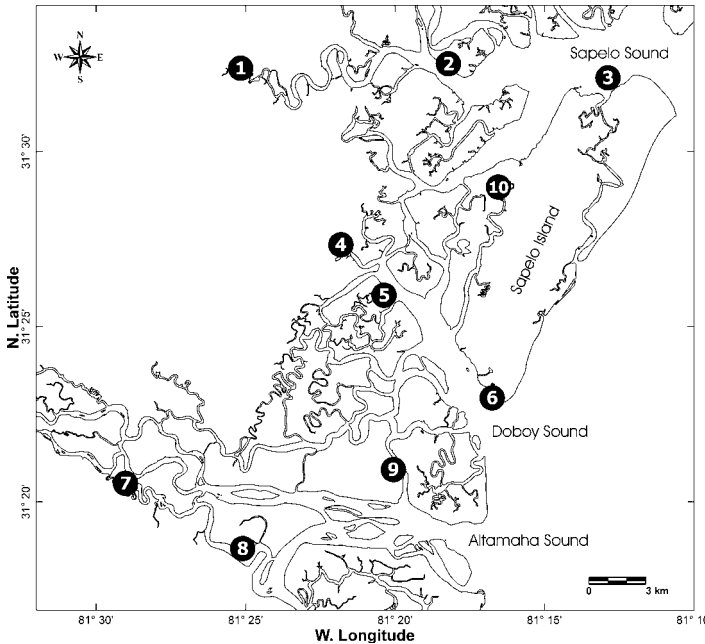 N
W E
S
Sapelo Sound
1
2
3
31° 30'
10
Sapelo Island
4
5
N. Latitude
31° 25'
6
Doboy Sound
9
7
31° 20'
8
Altamaha Sound
0 3 km
81° 30' 81° 25' 81° 20' 81° 15' 81° 16
W. Longitude